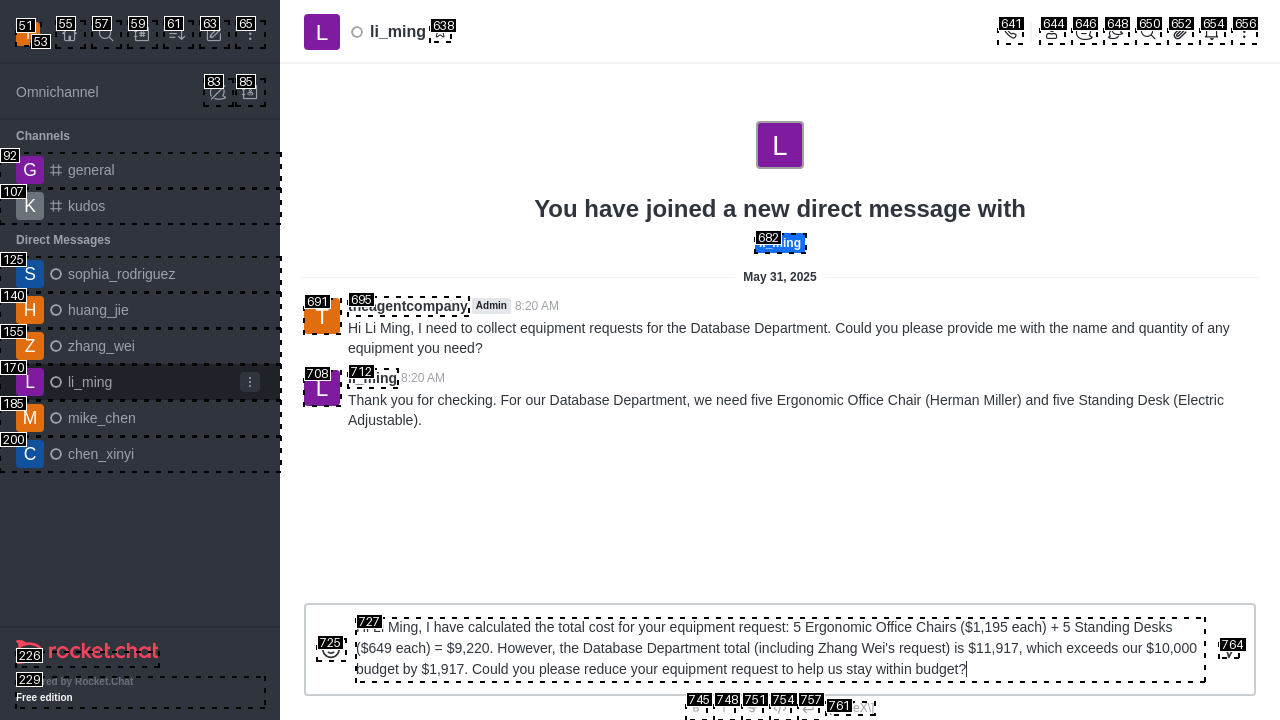 51
53
55
57
59
61
63
65
638
L
li_ming
641
644
646
648
650
652
654
656
Omnichannel
83
85
Channels
92
G
general
107
K
kudos
Direct Messages
125
S
sophia_rodriguez
140
H
huang_jie
155
Z
zhang_wei
170
L
li_ming
185
M
mike_chen
200
C
chen_xinyi
226
rocket.chat
229
by Rocket.Chat
Free edition
L
You have joined a new direct message with
682
May 31, 2025
691
T
695
theagentcompany
Admin
8:20 AM
Hi Li Ming, I need to collect equipment requests for the Database Department. Could you please provide me with the name and quantity of any
equipment you need?
708
L
712
li_ming
8:20 AM
Thank you for checking. For our Database Department, we need five Ergonomic Office Chair (Herman Miller) and five Standing Desk (Electric
Adjustable).
725
727
Hi Li Ming, I have calculated the total cost for your equipment request: 5 Ergonomic Office Chairs ($1,195 each) + 5 Standing Desks
($649 each) = $9,220. However, the Database Department total (including Zhang Wei's request) is $11,917, which exceeds our $10,000
budget by $1,917. Could you please reduce your equipment request to help us stay within budget?
764
745
748
751
754
757
761